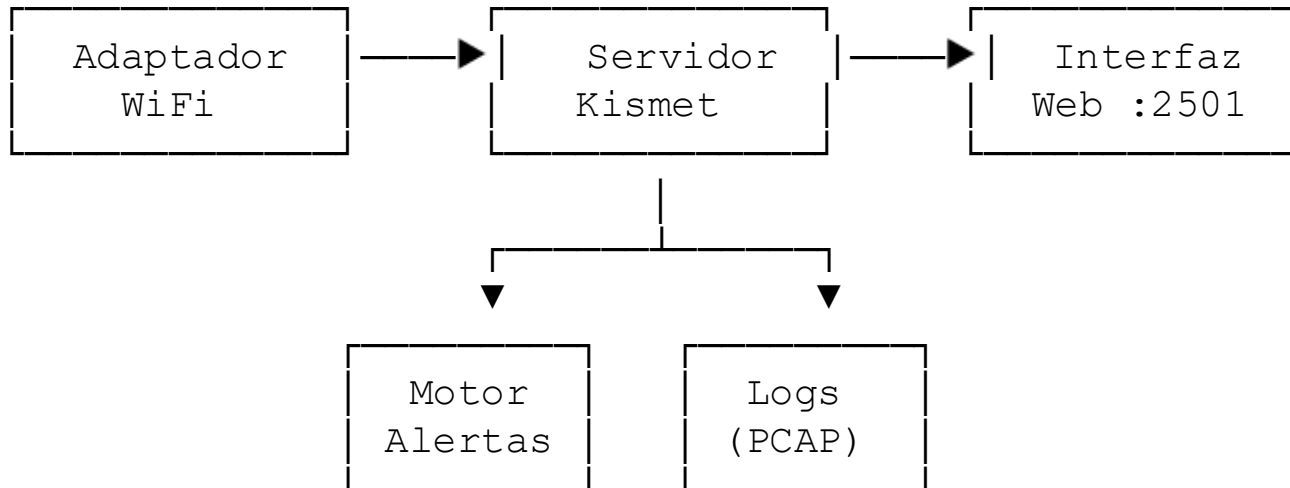 Adaptador
WiFi
Servidor
Kismet
Interfaz
Web :2501
Motor
Alertas
Logs
(PCAP)